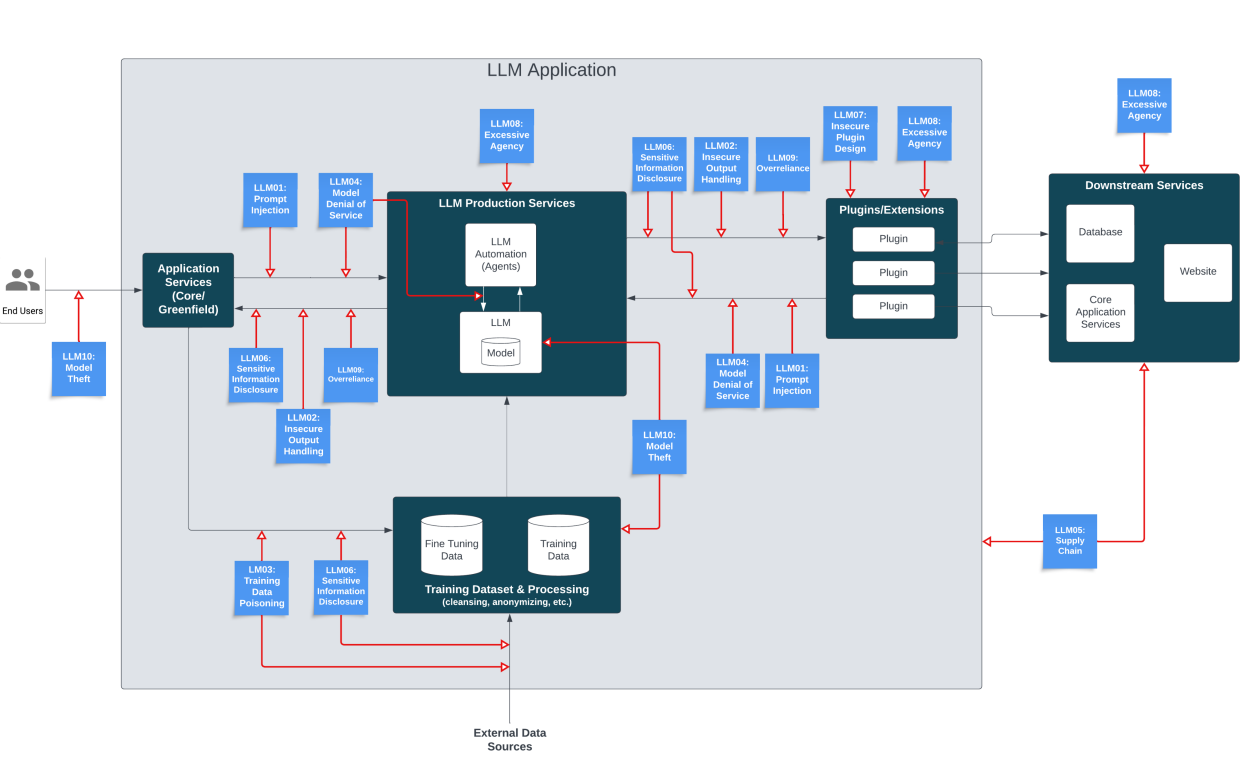 LLM Application
LLM08:
Excessive
Agency
LLM08:
Excessive
Agency
LLM07:
Insecure
Plugin
Design
LLM08:
Excessive
Agency
LLM06:
Sensitive
Information
Disclosure
LLM02:
Insecure
Output
Handling
LLM09:
Overreliance
LLM01:
Prompt
Injection
LLM04:
Model
Denial of
Service
LLM Production Services
LLM
Automation
(Agents)
LLM
Model
Plugins/Extensions
Plugin
Plugin
Plugin
Downstream Services
Database
Website
Core
Application
Services
Application
Services
(Core/
Greenfield)
End Users
LLM10:
Model
Theft
LLM06:
Sensitive
Information
Disclosure
LLM09:
Overreliance
LLM02:
Insecure
Output
Handling
LLM04:
Model
Denial of
Service
LLM01:
Prompt
Injection
LLM10:
Model
Theft
Fine Tuning
Data
Training
Data
Training Dataset & Processing
(cleansing, anonymizing, etc.)
LLM05:
Supply
Chain
LM03:
Training
Data
Poisoning
LLM06:
Sensitive
Information
Disclosure
External Data
Sources